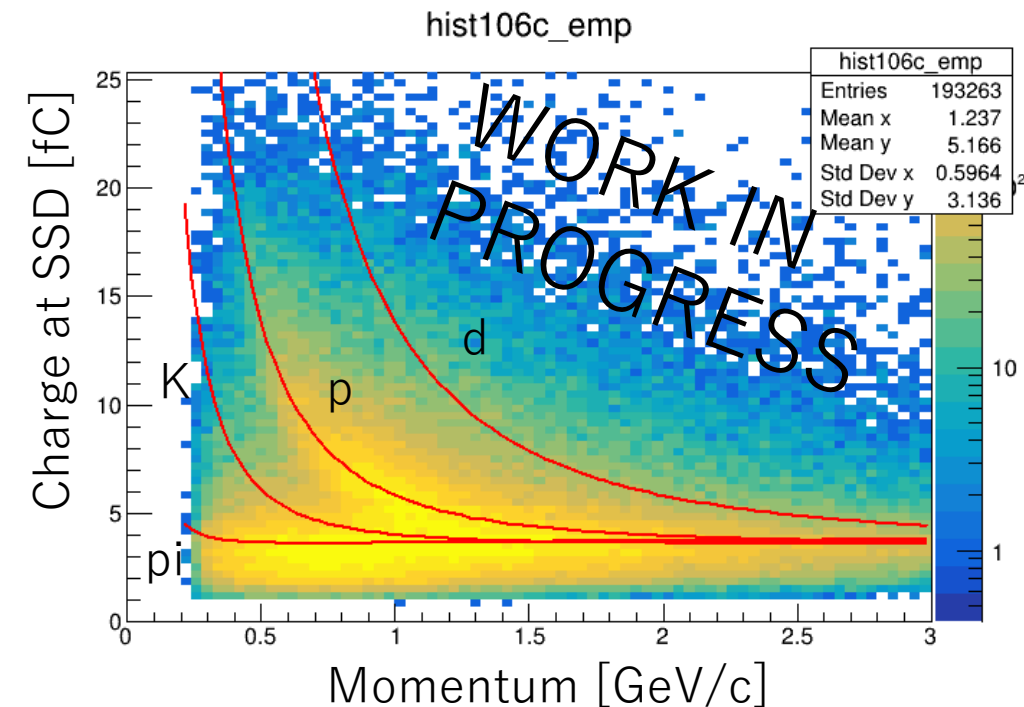 hist106c_emp
hist106c_emp
Entries 193263
Mean x 1.237
Mean y 5.166
Std Dev x 0.5964
Std Dev y 3.136
Charge at SSD [fC]
25
20
15
10
5
0
WORK IN
PROGRESS
d
p
K
pi
10
1
0 0.5 1 1.5 2 2.5 3
Momentum [GeV/c]